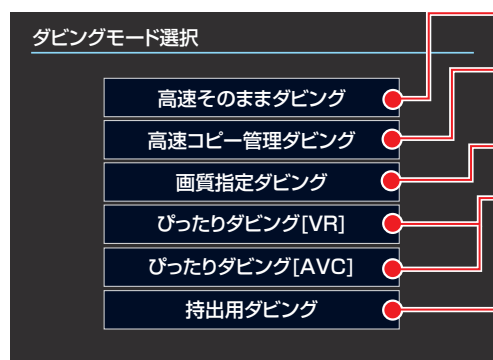 ダビングモード選択
高速そのままダビング
高速コピー管理ダビング
画質指定ダビング
ぴったりダビング[VR]
ぴったりダビング[AVC]
持出用ダビング